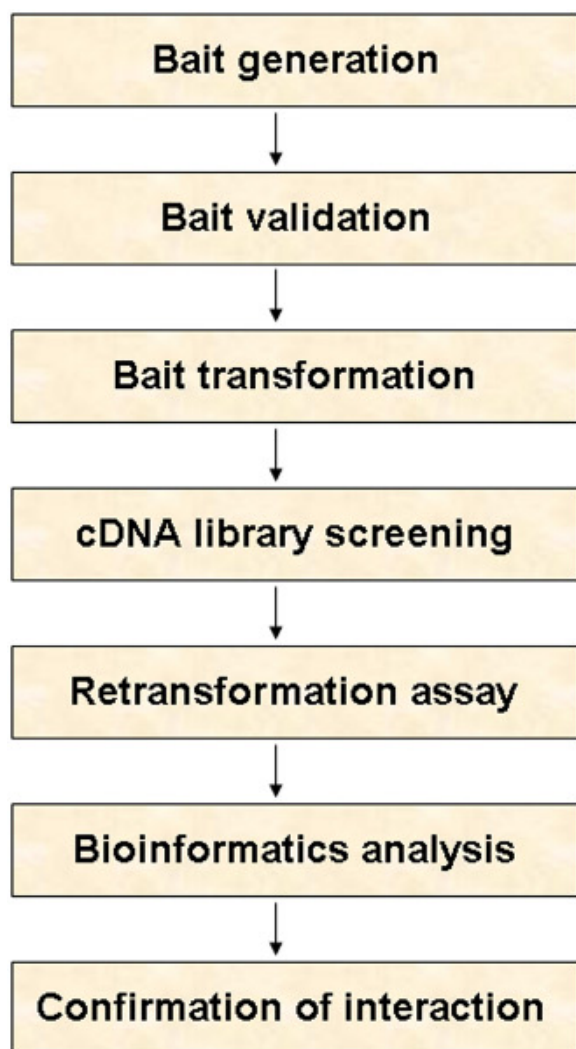 Bait generation
Bait validation
Bait transformation
cDNA library screening
Retransformation assay
Bioinformatics analysis
Confirmation of interaction